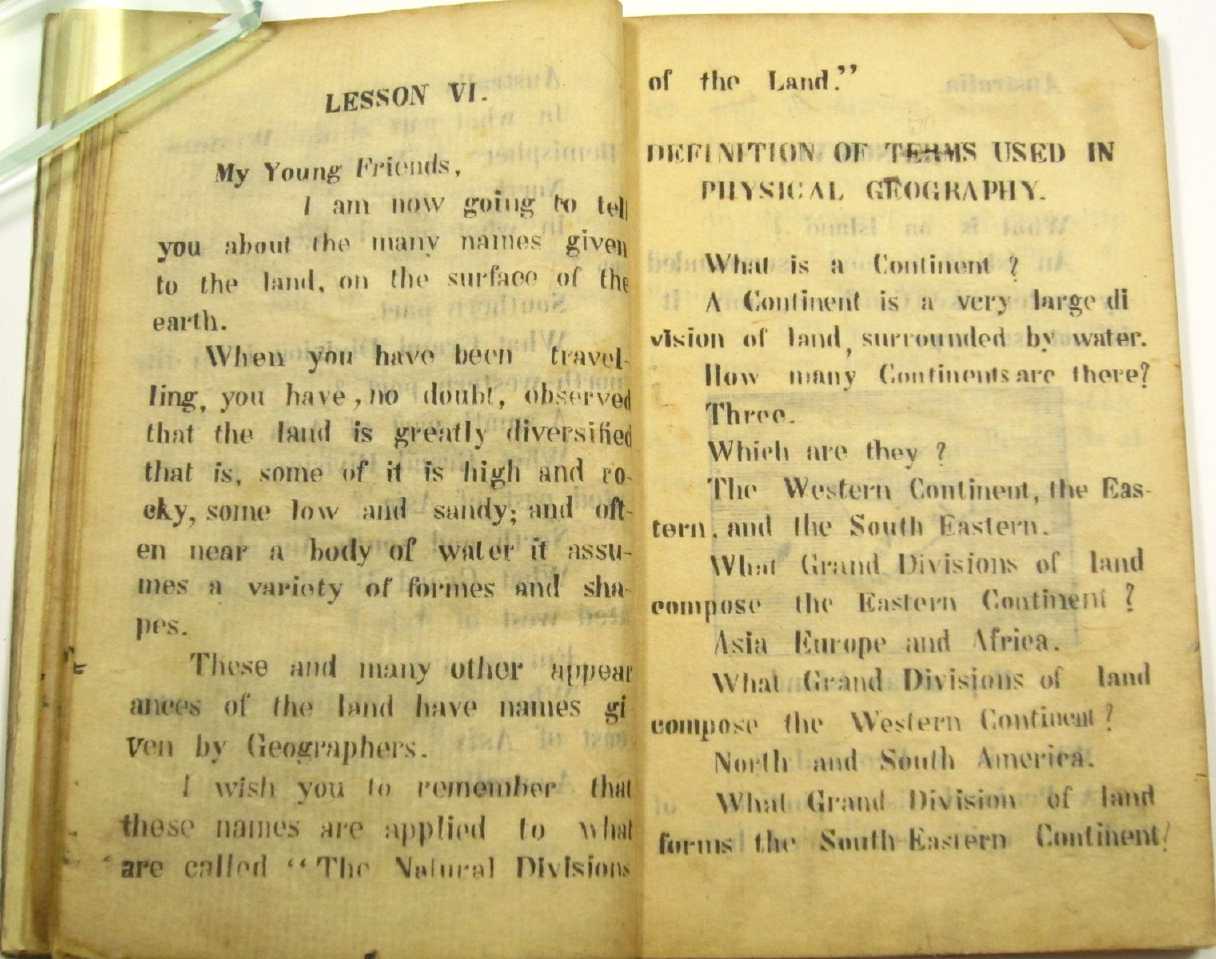 LESSON VI.
My Young Friends,
I am now going to tell
you about the many names given
to the land, on the surface of the
earth.
When you have been travel-
ling, you have, no doubt, observed
that the land is greatly diversified
that is, some of it is high and ro-
cky, some low and sandy; and oft-
en near a body of water it assu-
mes a variety of formes and sha-
pes.
These and many other appear
ances of the land have names gi
ven by Geographers.
I wish you to remember that
these names are applied to what
are called "The Natural Divisions
of the Land."
DEFINITION OF TERMS USED IN
PHYSICAL GEOGRAPHY.
What is a Continent?
A Continent is a very large di
vision of land, surrounded by water.
How many Continents are there?
Three.
Which are they?
The Western Continent, the Eas-
tern, and the South Eastern.
What Grand Divisions of land
compose the Eastern Continent?
Asia Europe and Africa.
What Grand Divisions of land
compose the Western Continent?
North and South America.
What Grand Division of land
forms the South-Eastern Continent?